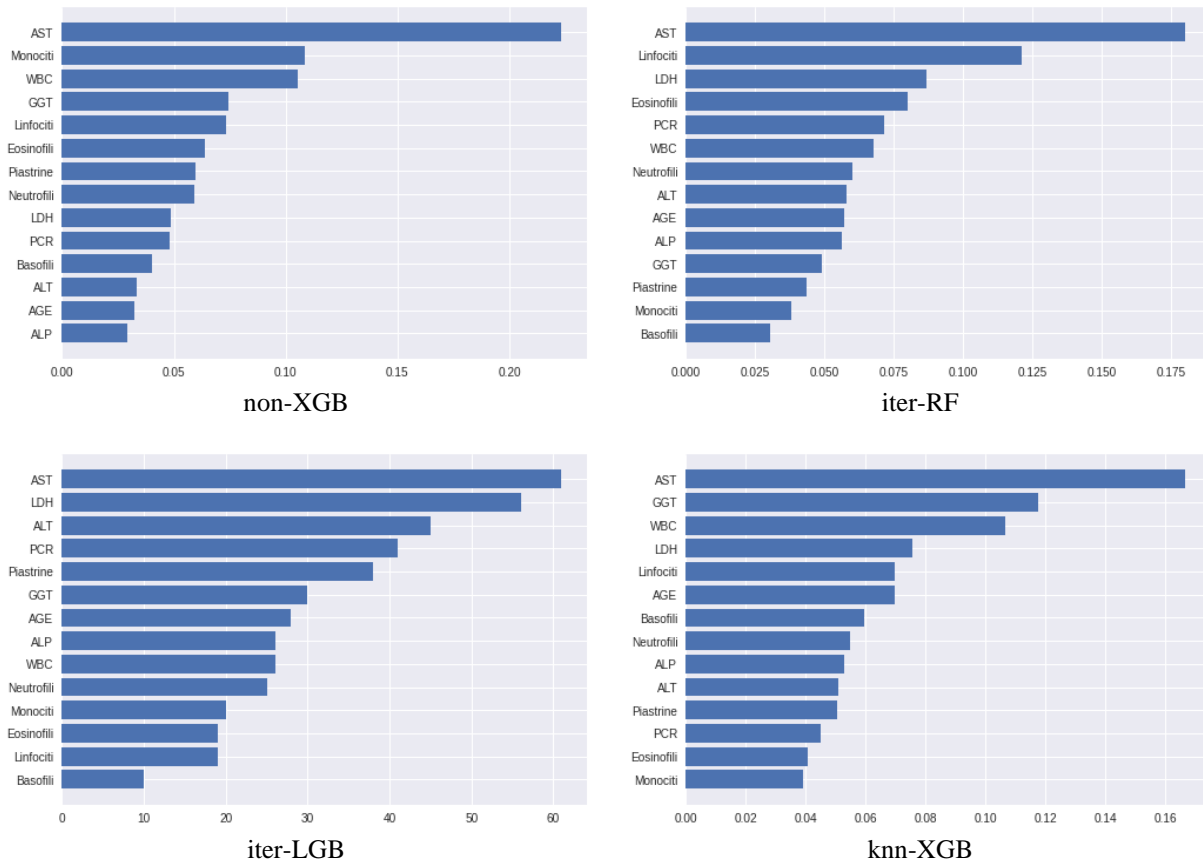 AST
Monociti
WBC
GGT
Linfociti
Eosinofili
Piastrine
Neutrofili
LDH
PCR
Basofili
ALT
AGE
ALP
0.00 0.05 0.10 0.15 0.20
non-XGB
AST
Linfociti
LDH
Eosinofili
PCR
WBC
Neutrofili
ALT
AGE
ALP
GGT
Piastrine
Monociti
Basofili
0.000 0.025 0.050 0.075 0.100 0.125 0.150 0.175
iter-RF
AST
LDH
ALT
PCR
Piastrine
GGT
AGE
ALP
WBC
Neutrofili
Monociti
Eosinofili
Linfociti
Basofili
0 10 20 30 40 50 60
iter-LGB
AST
GGT
WBC
LDH
Linfociti
AGE
Basofili
Neutrofili
ALP
ALT
Piastrine
PCR
Eosinofili
Monociti
0.00 0.02 0.04 0.06 0.08 0.10 0.12 0.14 0.16
knn-XGB